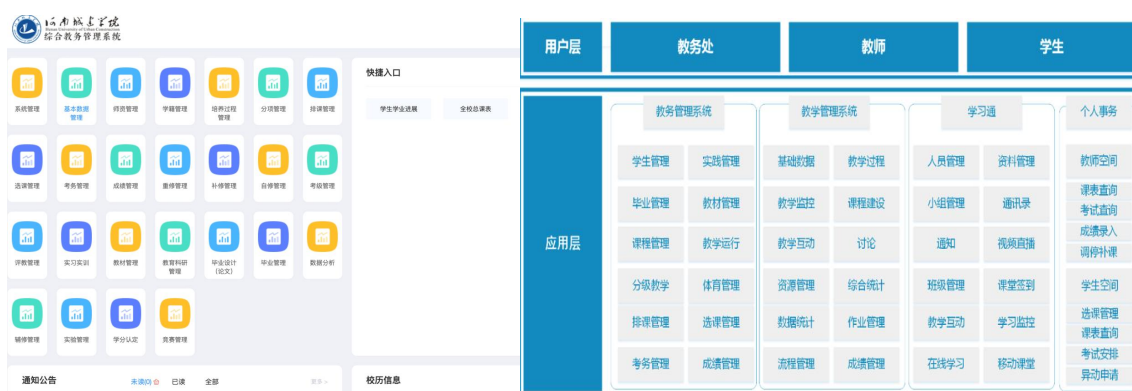 河南城建学院
Henan University of Urban Construction
综合教务管理系统
系统管理
基本数据
管理
师资管理
学籍管理
培养过程
管理
分项管理
排课管理
选课管理
考务管理
成绩管理
重修管理
补修管理
自修管理
考级管理
评教管理
实习实训
教材管理
教育科研
管理
毕业设计
(论文)
毕业管理
数据分析
辅修管理
实验管理
学分认定
竞赛管理
快捷入口
学生学业进展
全校总课表
通知公告
未读(0)
已读
全部
更多
校历信息
用户层
教务处
教师
学生
应用层
教务管理系统
教学管理系统
学习通
个人事务
学生管理 实践管理 基础数据 教学过程 人员管理 资料管理 教师空间
毕业管理 教材管理 教学监控 课程建设 小组管理 通讯录 课表查询
考试直询
课程管理 教学运行 教学互动 讨论 通知 视频直播 成绩录入
调停补课
分级教学 体育管理 资源管理 综合统计 班级管理 课堂签到 学生空间
排课管理 选课管理 数据统计 作业管理 教学互动 学习监控 选课管理
课表直询
考务管理 成绩管理 流程管理 成绩管理 在线学习 移动课堂 考试安排
异动申请